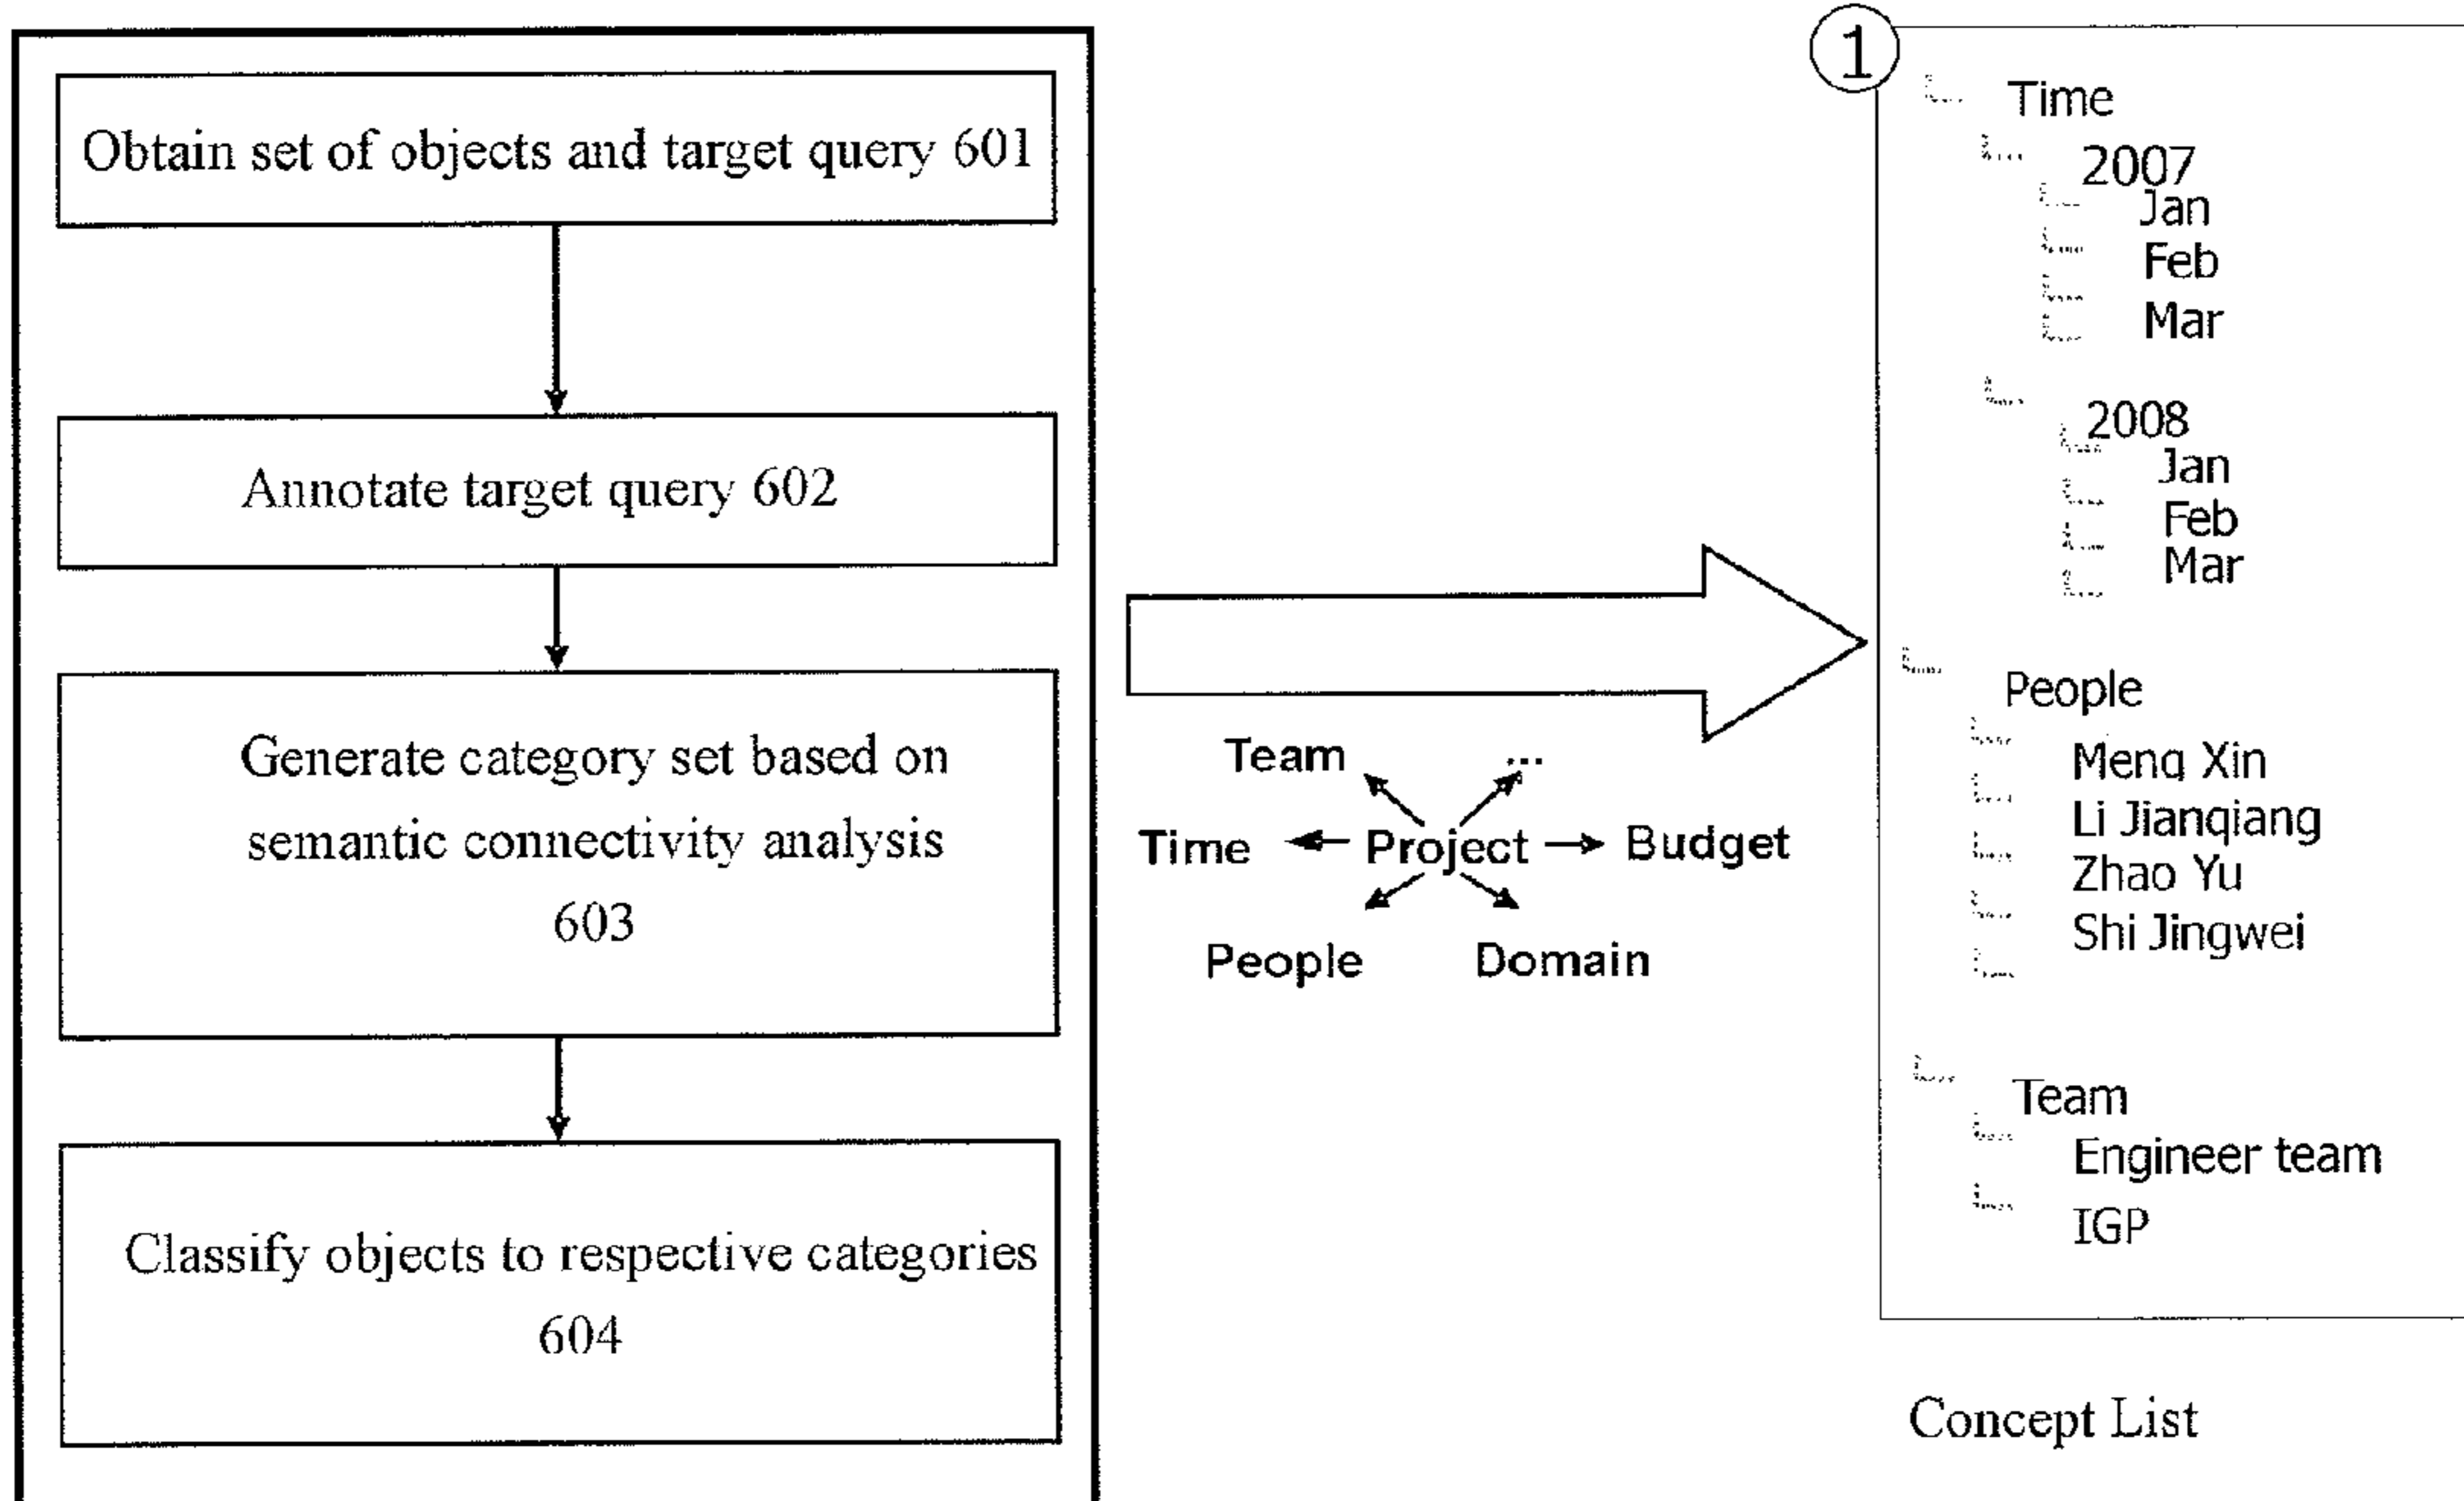 Obtain set of objects and target query 601
Annotate target query 602
Generate category set based on
semantic connectivity analysis
603
Classify objects to respective categories
604
Team
...
Time
Project
Budget
People
Domain
1
Time
2007
Jan
Feb
Mar
2008
Jan
Feb
Mar
People
Meng Xin
Li Jianqiang
Zhao Yu
Shi Jingwei
Team
Engineer team
IGP
Concept List